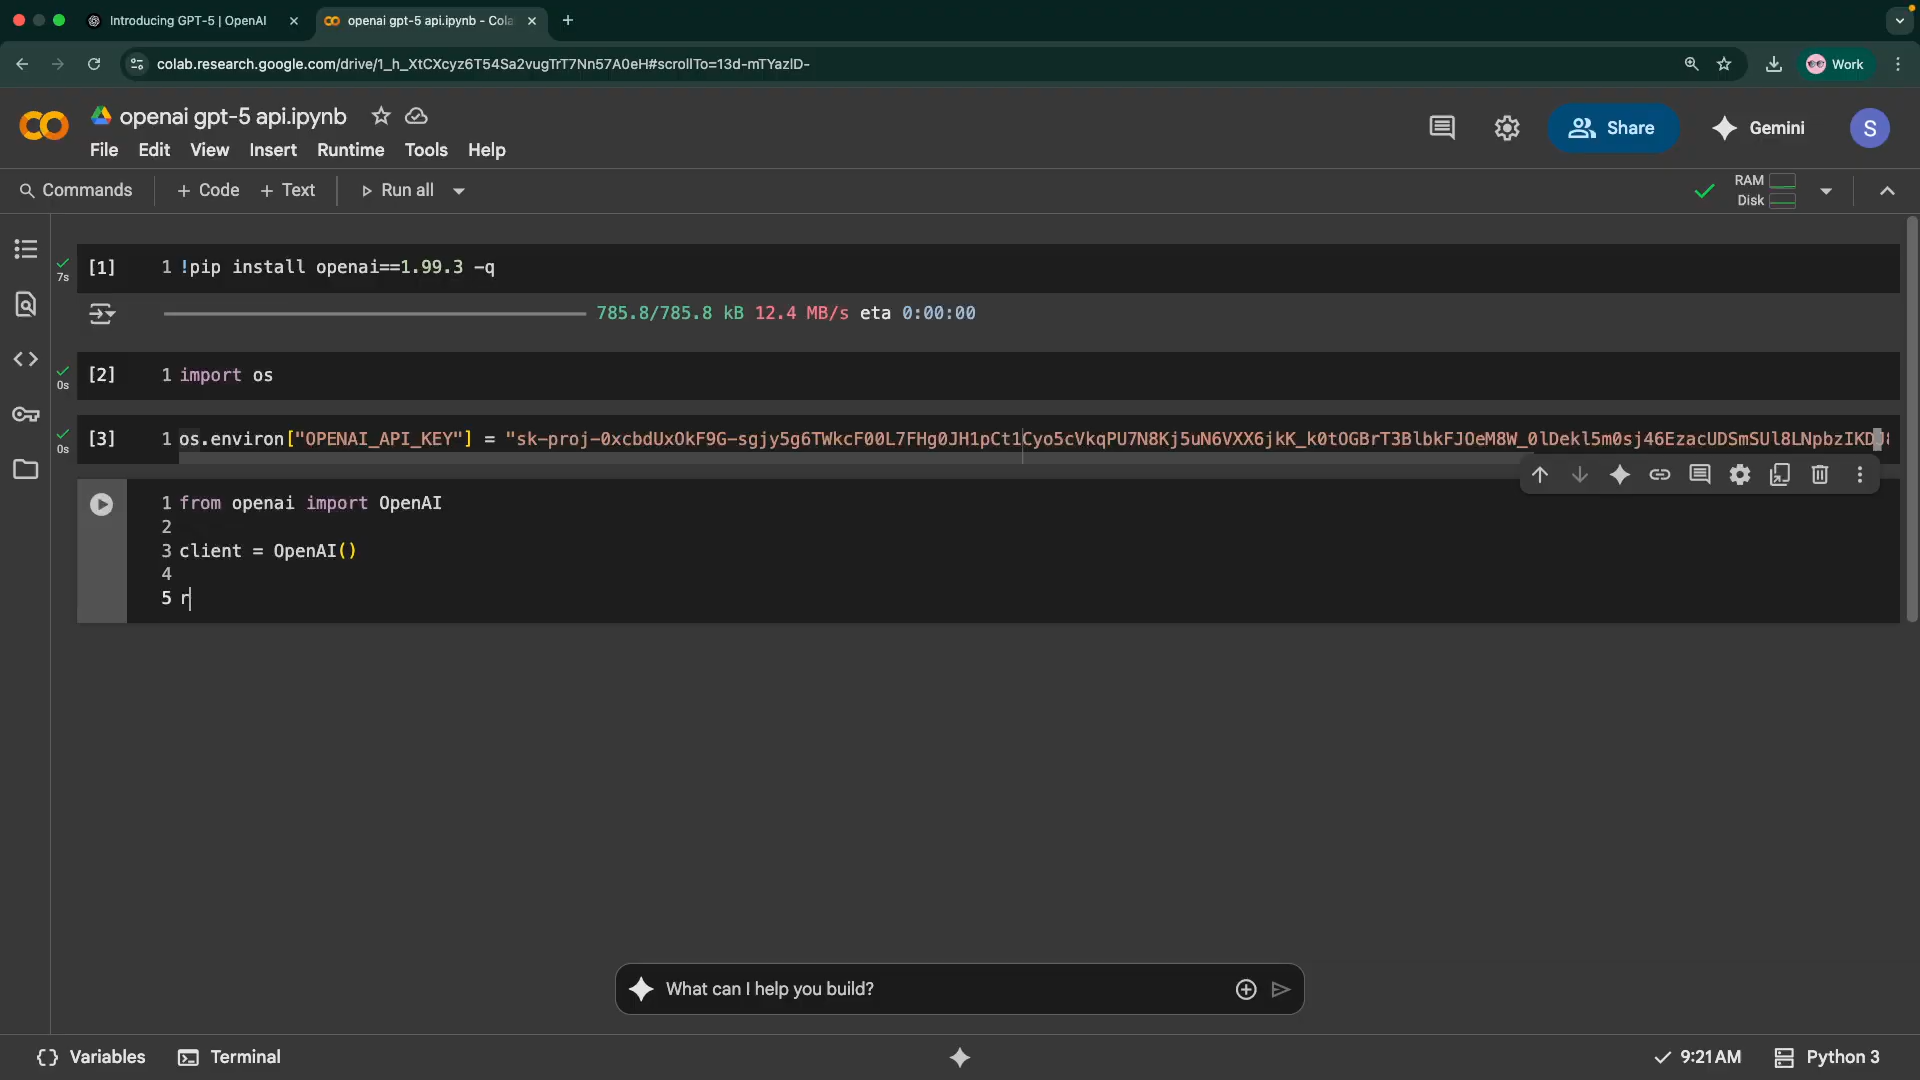 Introducing GPT-5 | OpenAI
openai gpt-5 api.ipynb - Cola
colab.research.google.com/drive/1_h_XtCXcyz6T54Sa2vugTrT7Nn57A0eH#scrollTo=13d-mTYazlD-
Work
openai gpt-5 api.ipynb
File Edit View Insert Runtime Tools Help
Share
Gemini
S
Commands
+ Code + Text
Run all
RAM
Disk
7s
[1] 1 !pip install openai==1.99.3 -q
785.8/785.8 kB 12.4 MB/s eta 0:00:00
0s
[2] 1 import os
0s
[3] 1 os.environ["OPENAI_API_KEY"] =
1 from openai import OpenAI
2
3 client = OpenAI()
4
5 r
What can I help you build?
Variables
Terminal
9:21 AM
Python 3